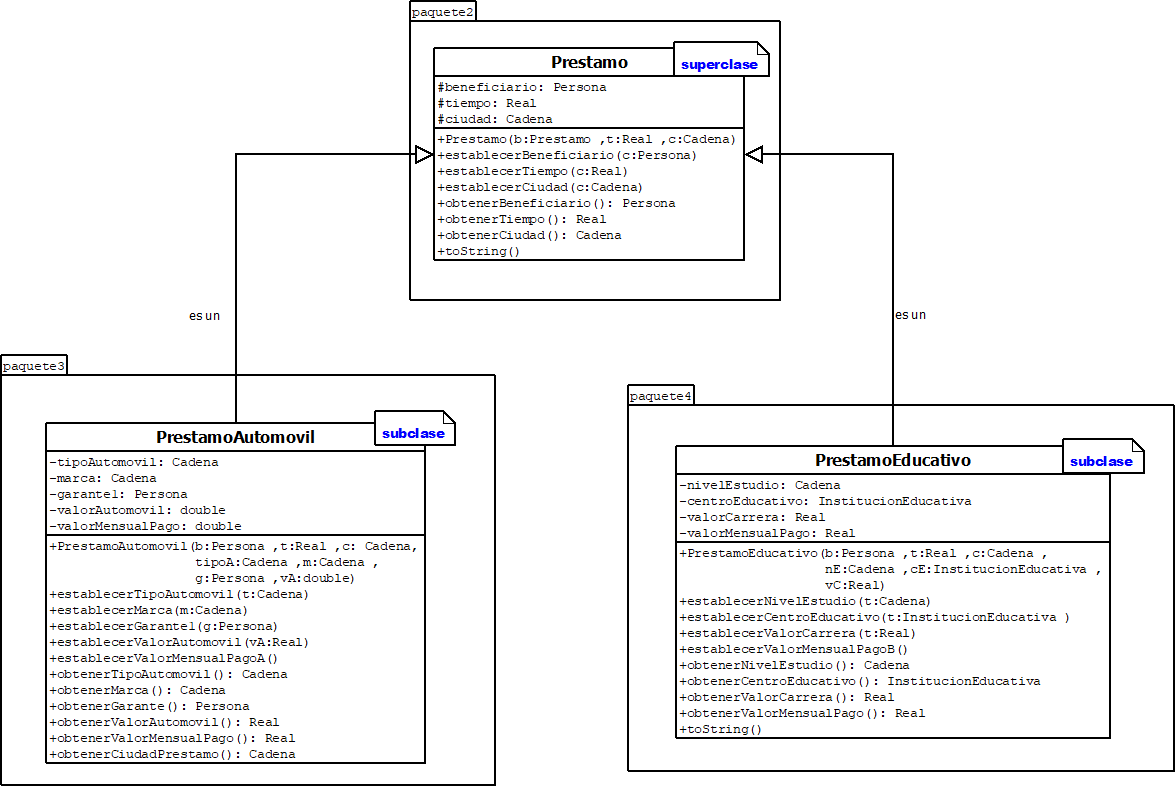 paquete2
Prestamo
superclase
#beneficiario: Persona
#tiempo: Real
#ciudad: Cadena
+Prestamo(b:Prestamo ,t:Real ,c:Cadena)
+establecerBeneficiario(c:Persona)
+establecerTiempo(c:Real)
+establecerCiudad(c:Cadena)
+obtenerBeneficiario(): Persona
+obtenerTiempo(): Real
+obtenerCiudad(): Cadena
+toString()
es un
es un
paquete3
PrestamoAutomovil
subclase
-tipoAutomovil: Cadena
-marca: Cadena
-garante1: Persona
-valorAutomovil: double
-valorMensualPago: double
+PrestamoAutomovil(b:Persona ,t:Real ,c: Cadena,
tipoA:Cadena ,m:Cadena ,
g:Persona ,vA:double)
+establecerTipoAutomovil(t:Cadena)
+establecerMarca(m:Cadena)
+establecerGarante1(g:Persona)
+establecerValorAutomovil(vA:Real)
+establecerValorMensualPagoA()
+obtenerTipoAutomovil(): Cadena
+obtenerMarca(): Cadena
+obtenerGarante(): Persona
+obtenerValorAutomovil(): Real
+obtenerValorMensualPago(): Real
+obtenerCiudadPrestamo(): Cadena
paquete4
PrestamoEducativo
subclase
-nivelEstudio: Cadena
-centroEducativo: InstitucionEducativa
-valorCarrera: Real
-valorMensualPago: Real
+PrestamoEducativo(b:Persona ,t:Real ,c:Cadena ,
nE:Cadena ,cE:InstitucionEducativa ,
vC:Real)
+establecerNivelEstudio(t:Cadena)
+establecerCentroEducativo(t:InstitucionEducativa )
+establecerValorCarrera(t:Real)
+establecerValorMensualPagoB()
+obtenerNivelEstudio(): Cadena
+obtenerCentroEducativo(): InstitucionEducativa
+obtenerValorCarrera(): Real
+obtenerValorMensualPago(): Real
+toString()